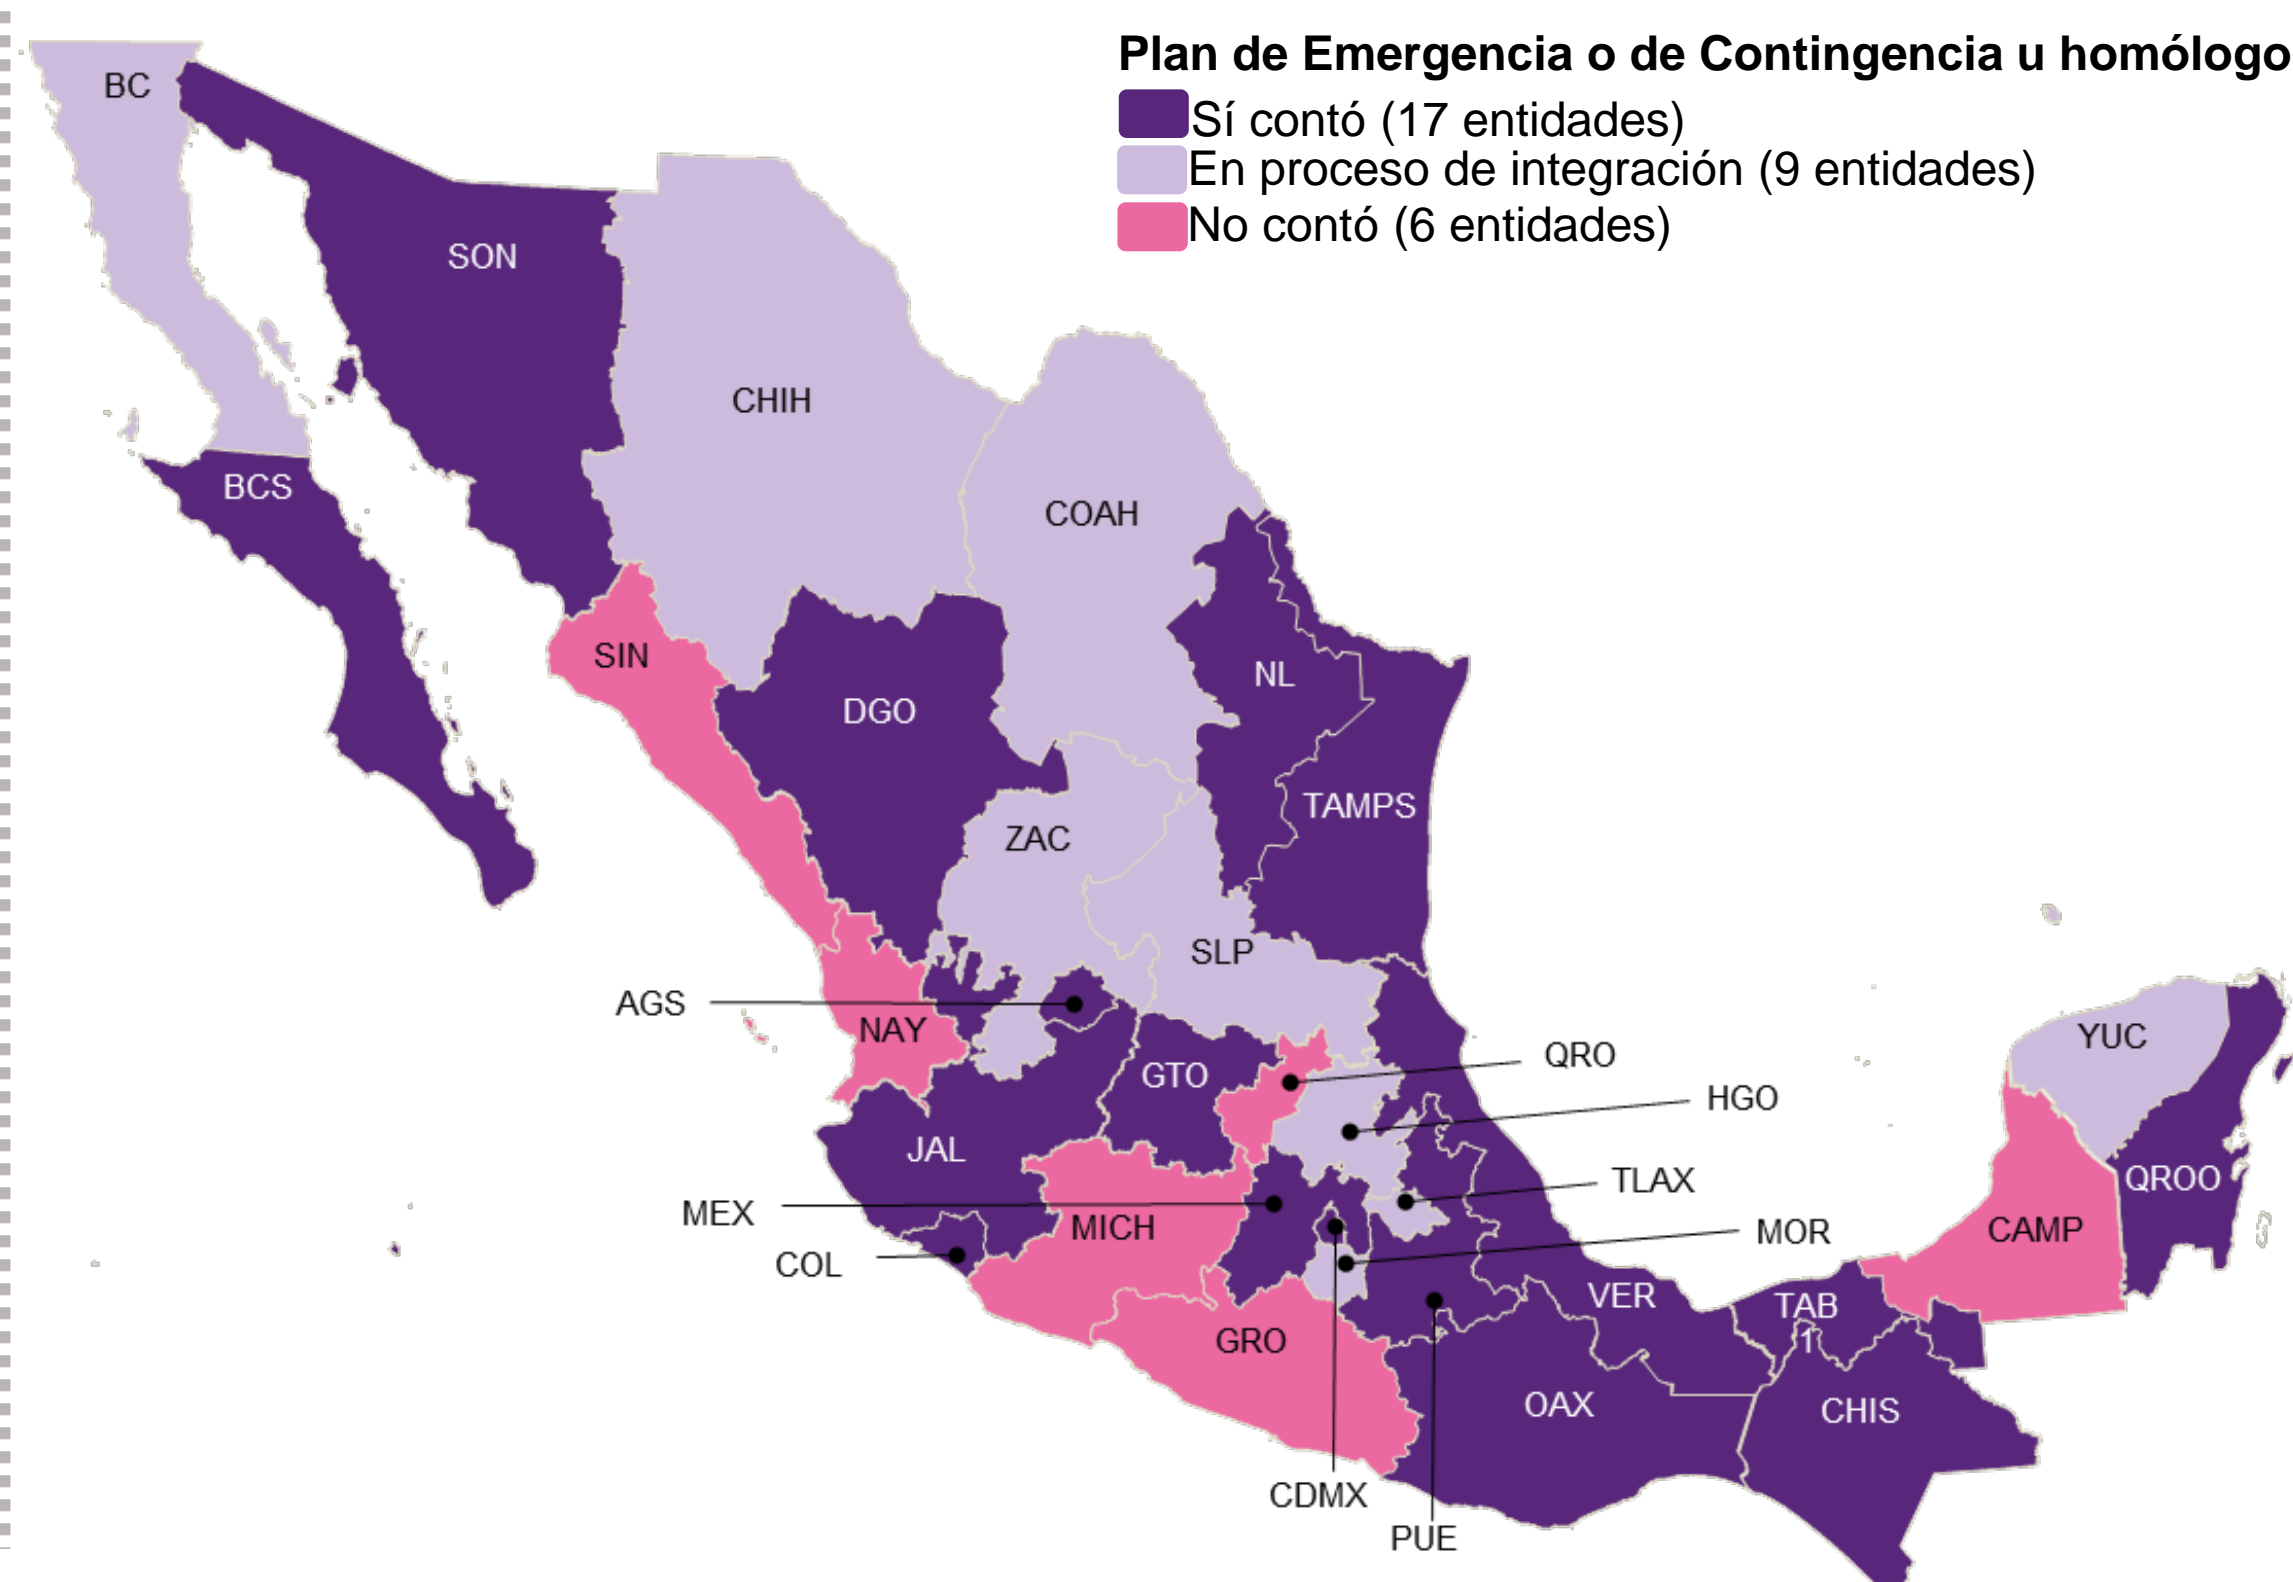 Plan de Emergencia o de Contingencia u homólogo
Sí contó (17 entidades)
En proceso de integración (9 entidades)
No contó (6 entidades)
BC
SON
CHIH
BCS
COAH
SIN
NL
DGO
TAMPS
ZAC
SLP
AGS
NAY
YUC
QRO
GTO
HGO
JAL
TLAX
QROO
MEX
MICH
MOR
CAMP
COL
VER
TAB
1
GRO
OAX
CHIS
CDMX
PUE